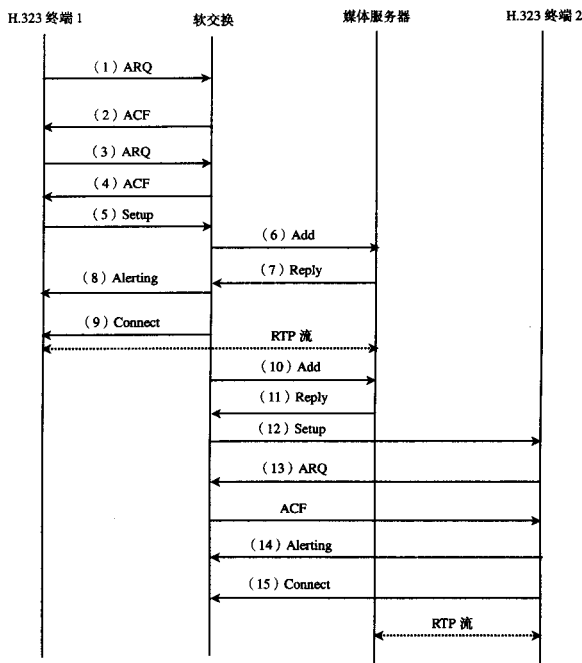 H.323 终端 1
软交换
媒体服务器
H.323 终端 2
（1）ARQ
（2）ACF
（3）ARQ
（4）ACF
（5）Setup
（6）Add
（7）Reply
（8）Alerting
（9）Connect
RTP 流
（10）Add
（11）Reply
（12）Setup
（13）ARQ
ACF
（14）Alerting
（15）Connect
RTP 流